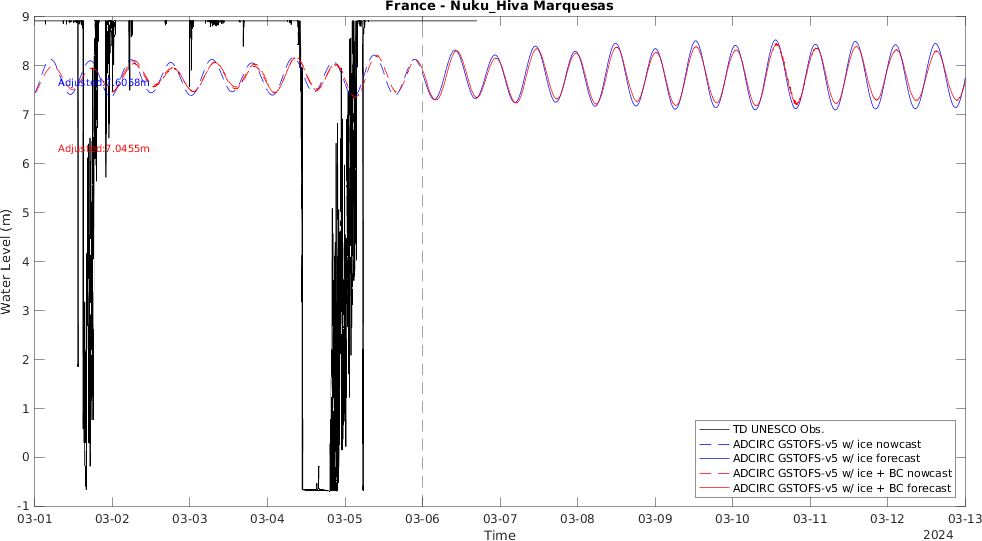 France - Nuku_Hiva Marquesas
9
8
7
6
5
4
3
2
1
0
-1
Water Level (m)
Adjusted:7.0455m
TD UNESCO Obs.
ADCIRC GSTOFS-v5 w/ ice nowcast
ADCIRC GSTOFS-v5 w/ ice forecast
ADCIRC GSTOFS-v5 w/ ice + BC nowcast
ADCIRC GSTOFS-v5 w/ ice + BC forecast
03-01 03-02 03-03 03-04 03-05 03-06 03-07 03-08 03-09 03-10 03-11 03-12 03-13
Time
2024